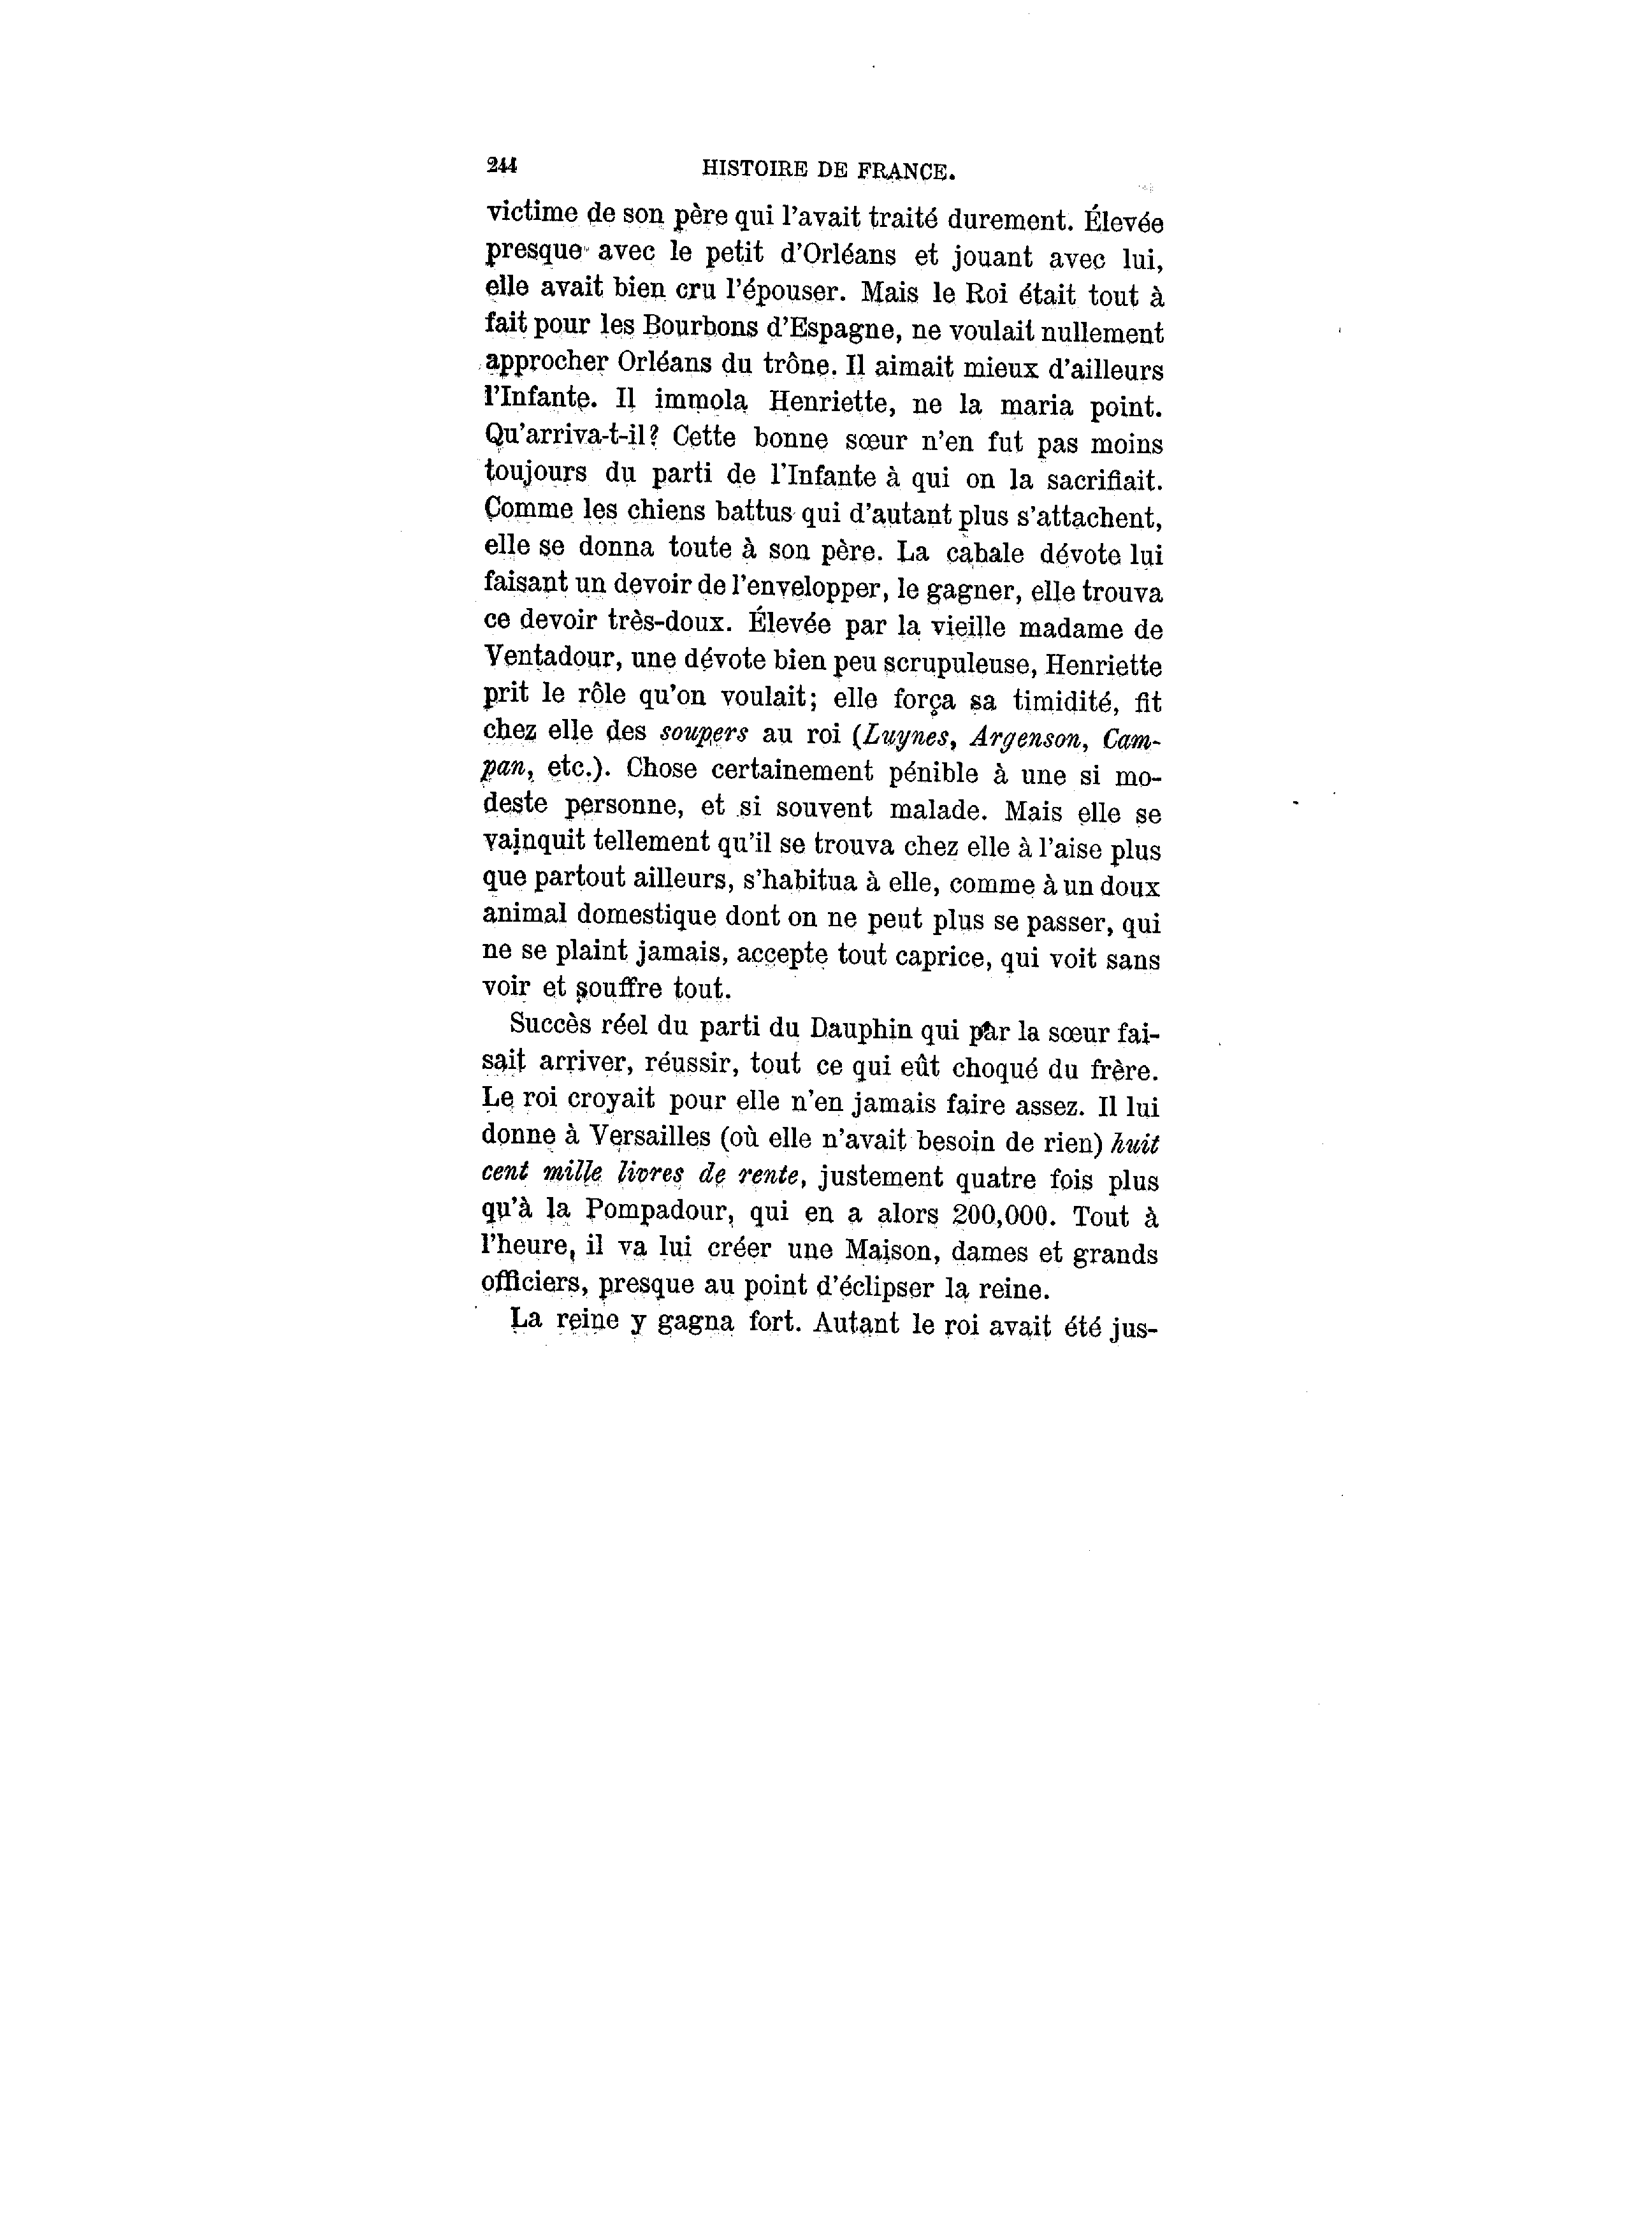 244
HISTOIRE DE FRANCE.
victime de son père qui l'avait traité durement. Élevée
presque avec le petit d'Orléans et jouant avec lui,
elle avait bien cru l'épouser. Mais le Roi était tout à
fait pour les Bourbons d'Espagne, ne voulait nullement
approcher Orléans du trône. Il aimait mieux d'ailleurs
l'Infante. Il immola Henriette, ne la maria point.
Qu'arriva-t-il? Cette bonne sœur n'en fut pas moins
toujours du parti de l'Infante à qui on la sacrifiait.
Comme les chiens battus qui d'autant plus s'attachent,
elle se donna toute à son père. La cabale dévote lui
faisant un devoir de l'envelopper, le gagner, elle trouva
ce devoir très-doux. Élevée par la vieille madame de
Ventadour, une dévote bien peu scrupuleuse, Henriette
prit le rôle qu'on voulait; elle força sa timidité, fit
chez elle des soupers au roi (Luynes, Argenson, Cam-
pan, etc.). Chose certainement pénible à une si mo-
deste personne, et si souvent malade. Mais elle se
vainquit tellement qu'il se trouva chez elle à l'aise plus
que partout ailleurs, s'habitua à elle, comme à un doux
animal domestique dont on ne peut plus se passer, qui
ne se plaint jamais, accepte tout caprice, qui voit sans
voir et souffre tout.
Succès réel du parti du Dauphin qui par la sœur fai-
sait arriver, réussir, tout ce qui eût choqué du frère.
Le roi croyait pour elle n'en jamais faire assez. Il lui
donne à Versailles (où elle n'avait besoin de rien) huit
cent mille livres de rente, justement quatre fois plus
qu'à la Pompadour, qui en a alors 200,000. Tout à
l'heure, il va lui créer une Maison, dames et grands
officiers, presque au point d'éclipser la reine.
La reine y gagna fort. Autant le roi avait été jus-